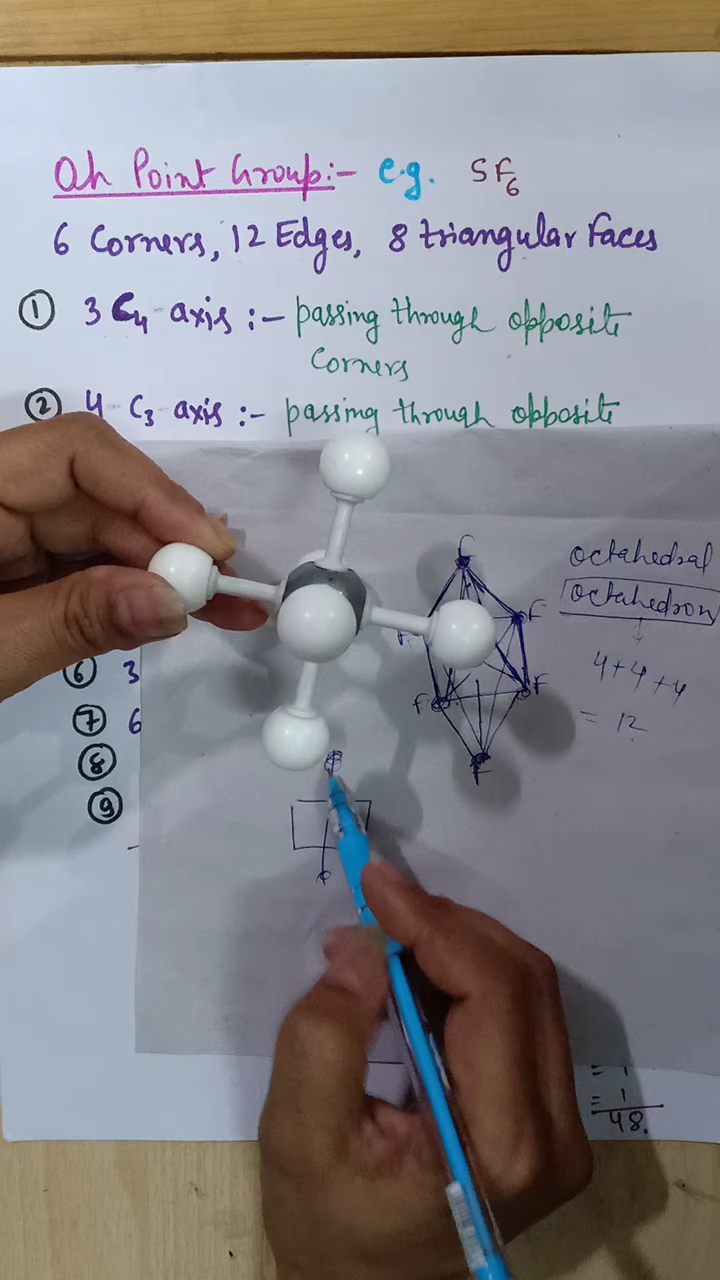 Oh Point Group:- e.g. SF6
6 Corners, 12 Edges, 8 triangular faces
① 3 C4 axis :- passing through opposite
Corners
② 4 C3 axis :- passing through opposite
octahedral
octahedron
F
F
F
F
F
4+4+4
= 12
⑥ 3
⑦ 6
⑧
⑨
= 1
= 1
48.